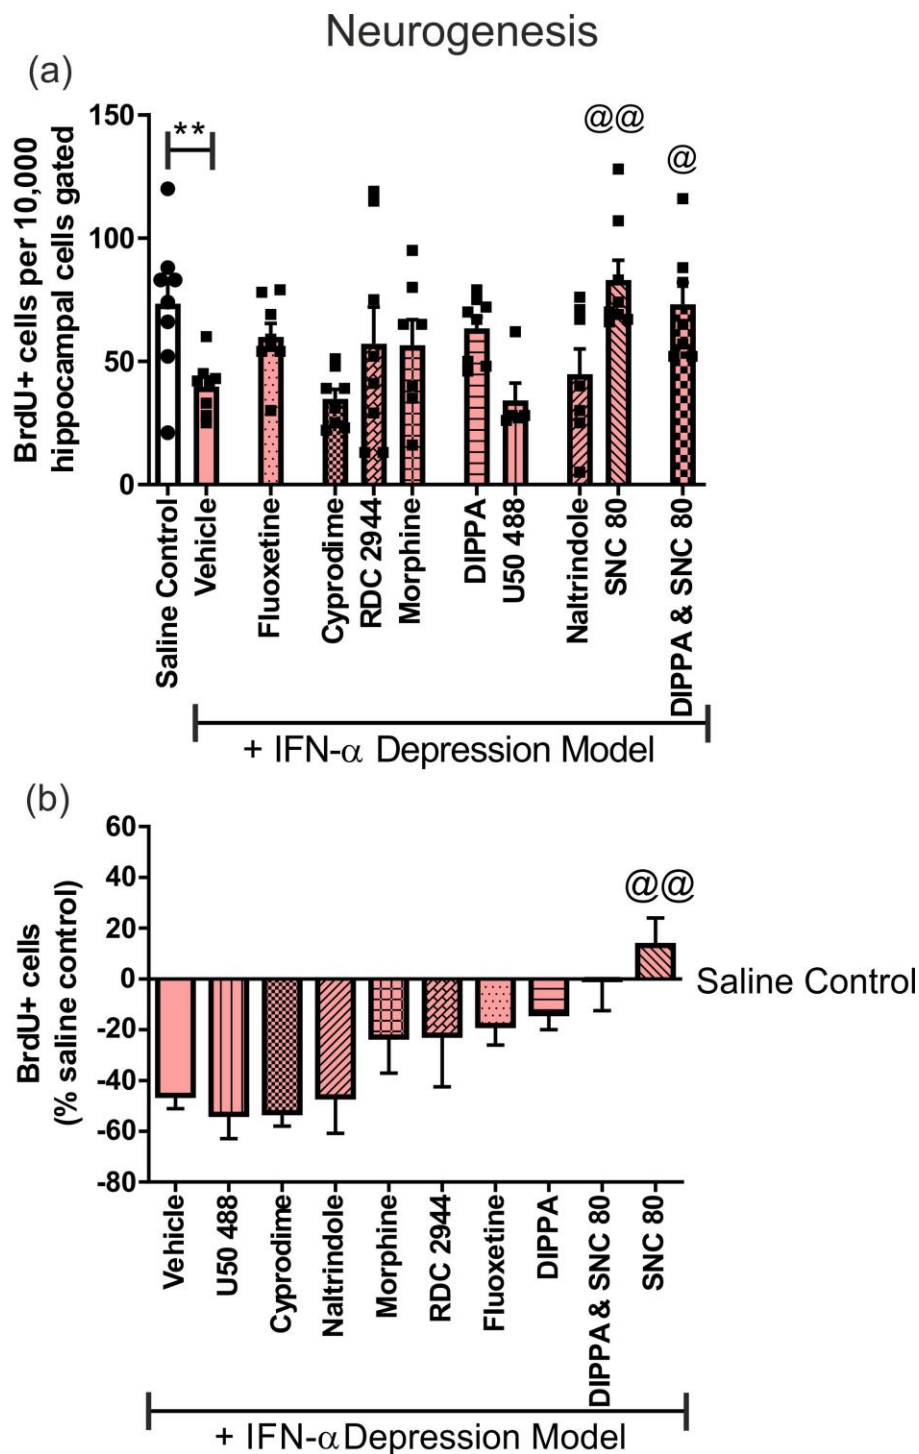 Neurogenesis
(a)
BrdU+ cells per 10,000
hippocampal cells gated
150
100
50
0
**
@@
@
Saline Control
Vehicle
Fluoxetine
Cyprodime
RDC 2944
Morphine
DIPPA
U50 488
Naltrindole
SNC 80
DIPPA & SNC 80
+ IFN-α Depression Model
(b)
BrdU+ cells
(% saline control)
60
40
20
0
-20
-40
-60
-80
@@
Saline Control
Vehicle
U50 488
Cyprodime
Naltrindole
Morphine
RDC 2944
Fluoxetine
DIPPA
DIPPA & SNC 80
SNC 80
+ IFN-α Depression Model